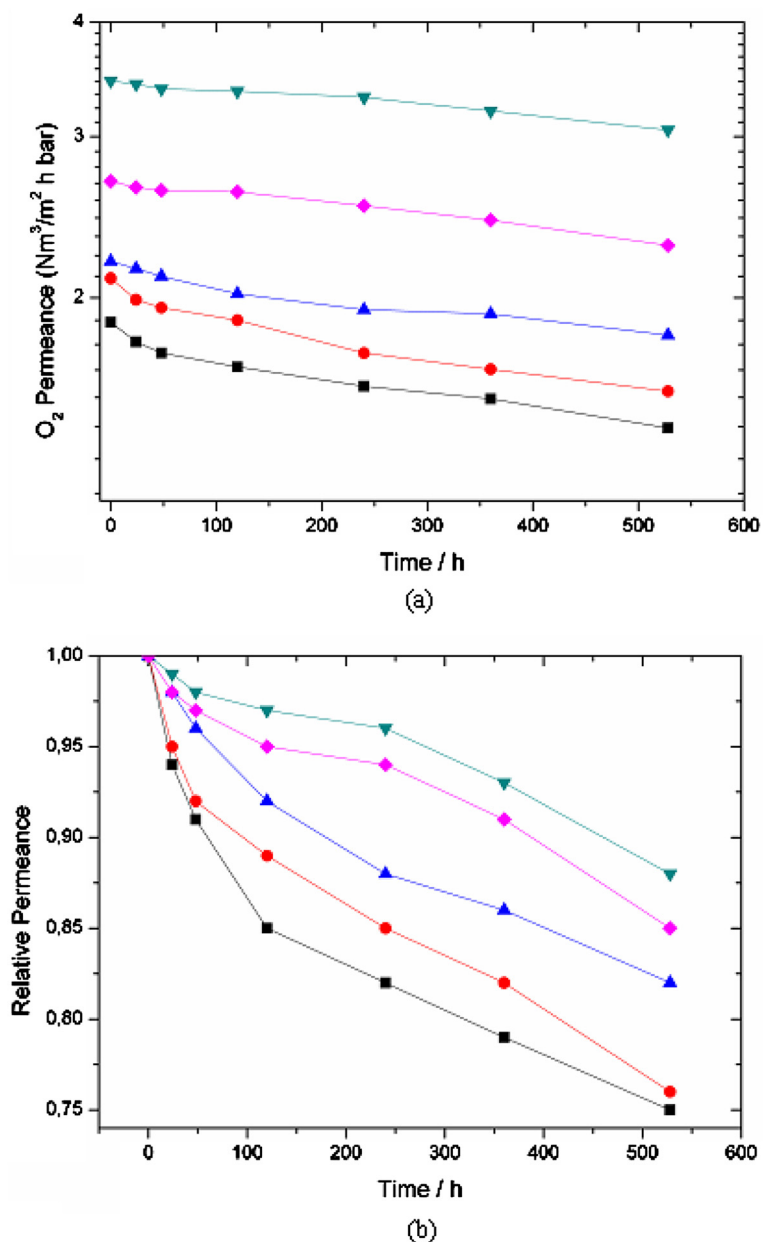 4
3
2
O₂ Permeance (Nm³/m² h bar)
0 100 200 300 400 500 600
Time / h
(a)
1,00
0,95
0,90
0,85
0,80
0,75
Relative Permeance
0 100 200 300 400 500 600
Time / h
(b)